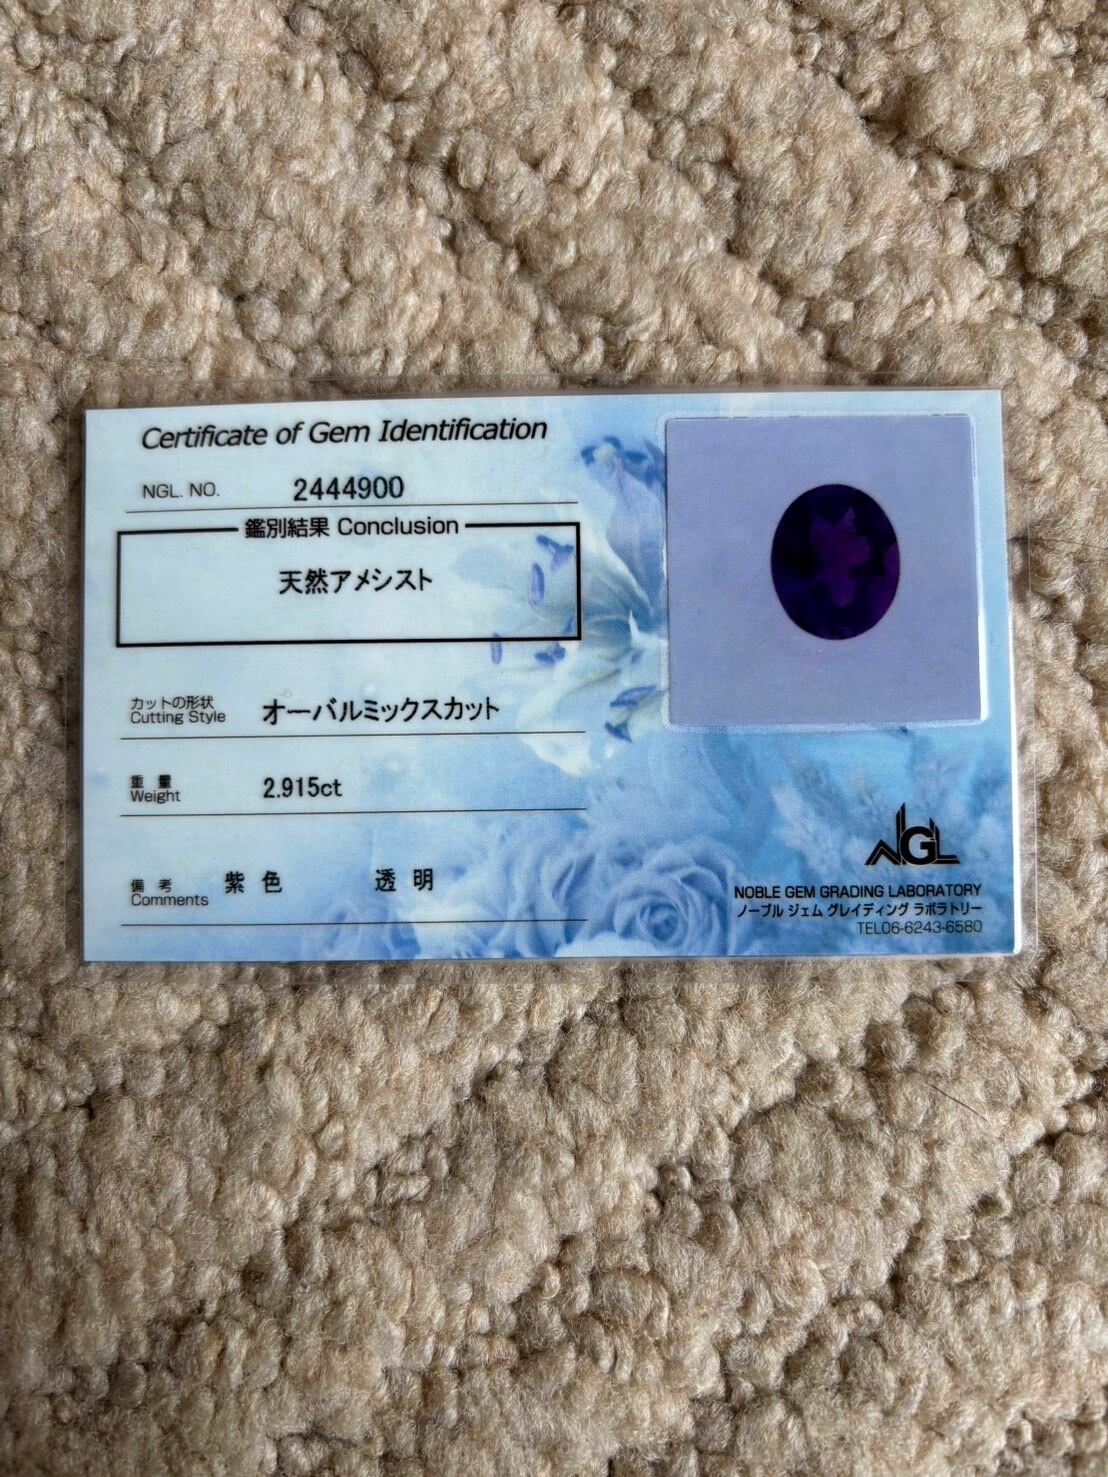 Certificate of Gem Identification
NGL. NO. 2444900
鑑別結果 Conclusion
天然アメシスト
カットの形状
Cutting Style オーバルミックスカット
重量
Weight 2.915ct
備考 紫色 透明
Comments
NGL
NOBLE GEM GRADING LABORATORY
ノーブル ジェム グレイディング ラボラトリー
TEL06-6243-6580